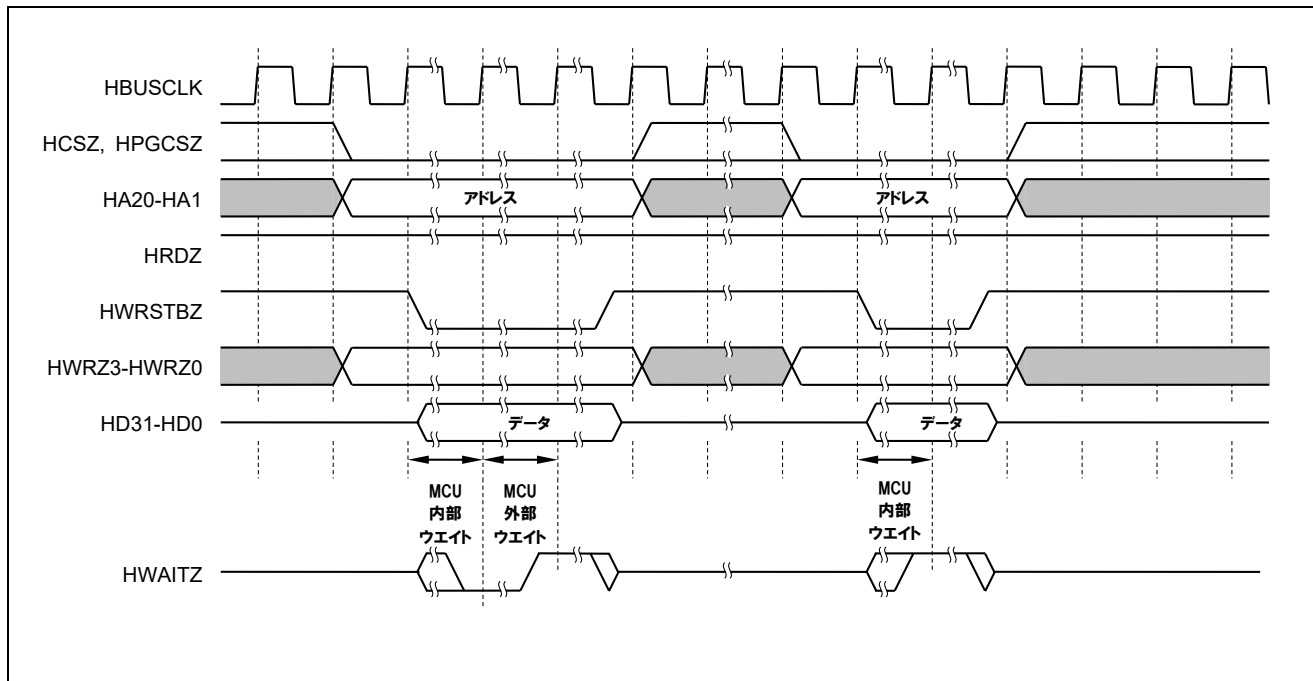 HBUSCLK
HCSZ, HPGCSZ
HA20-HA1
アドレス
アドレス
HRDZ
HWRSTBZ
HWRZ3-HWRZ0
HD31-HD0
データ
データ
MCU
内部
ウエイト
MCU
外部
ウエイト
MCU
内部
ウエイト
HWAITZ